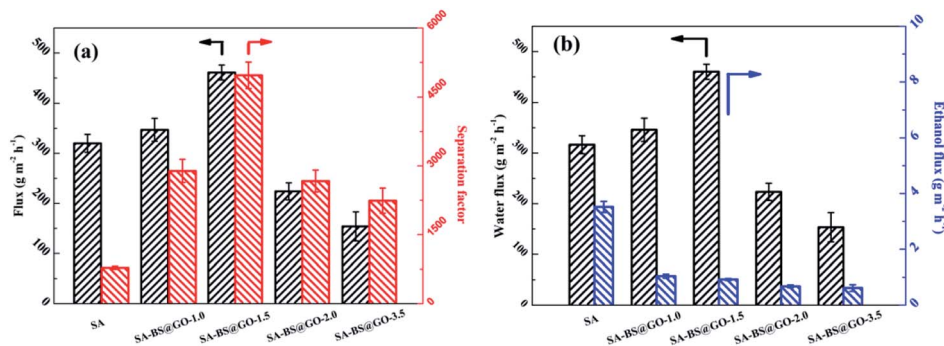 (a)
Flux (g m⁻² h⁻¹)
500
400
300
200
100
0
6000
4500
3000
1500
0
Separation factor
SA
SA-BS@GO-1.0
SA-BS@GO-1.5
SA-BS@GO-2.0
SA-BS@GO-3.5
(b)
Water flux (g m⁻² h⁻¹)
500
400
300
200
100
0
10
8
6
4
2
0
Ethanol flux (g m⁻² h⁻¹)
SA
SA-BS@GO-1.0
SA-BS@GO-1.5
SA-BS@GO-2.0
SA-BS@GO-3.5